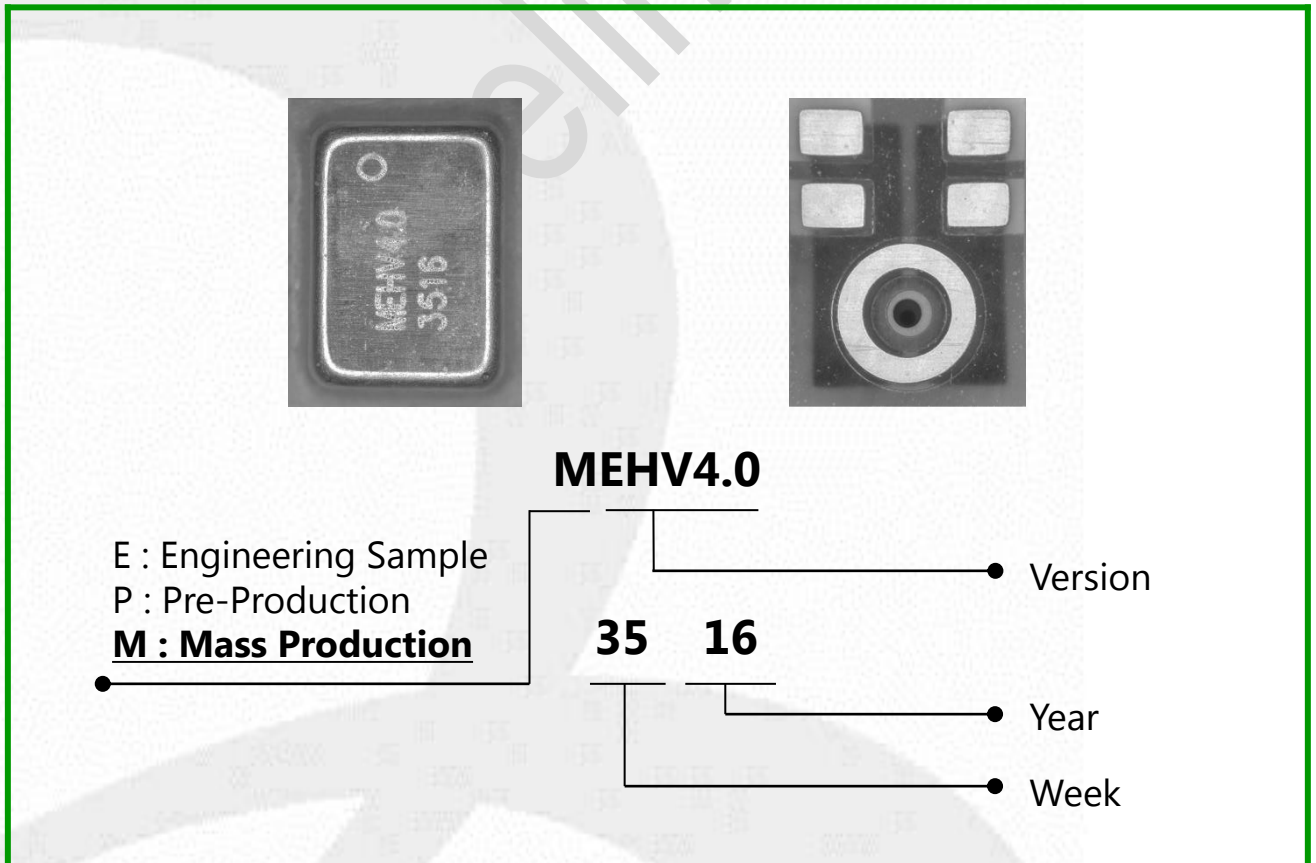 MEHV4.0
3516
MEHV4.0
E : Engineering Sample
P : Pre-Production
M : Mass Production
Version
35 16
Year
Week